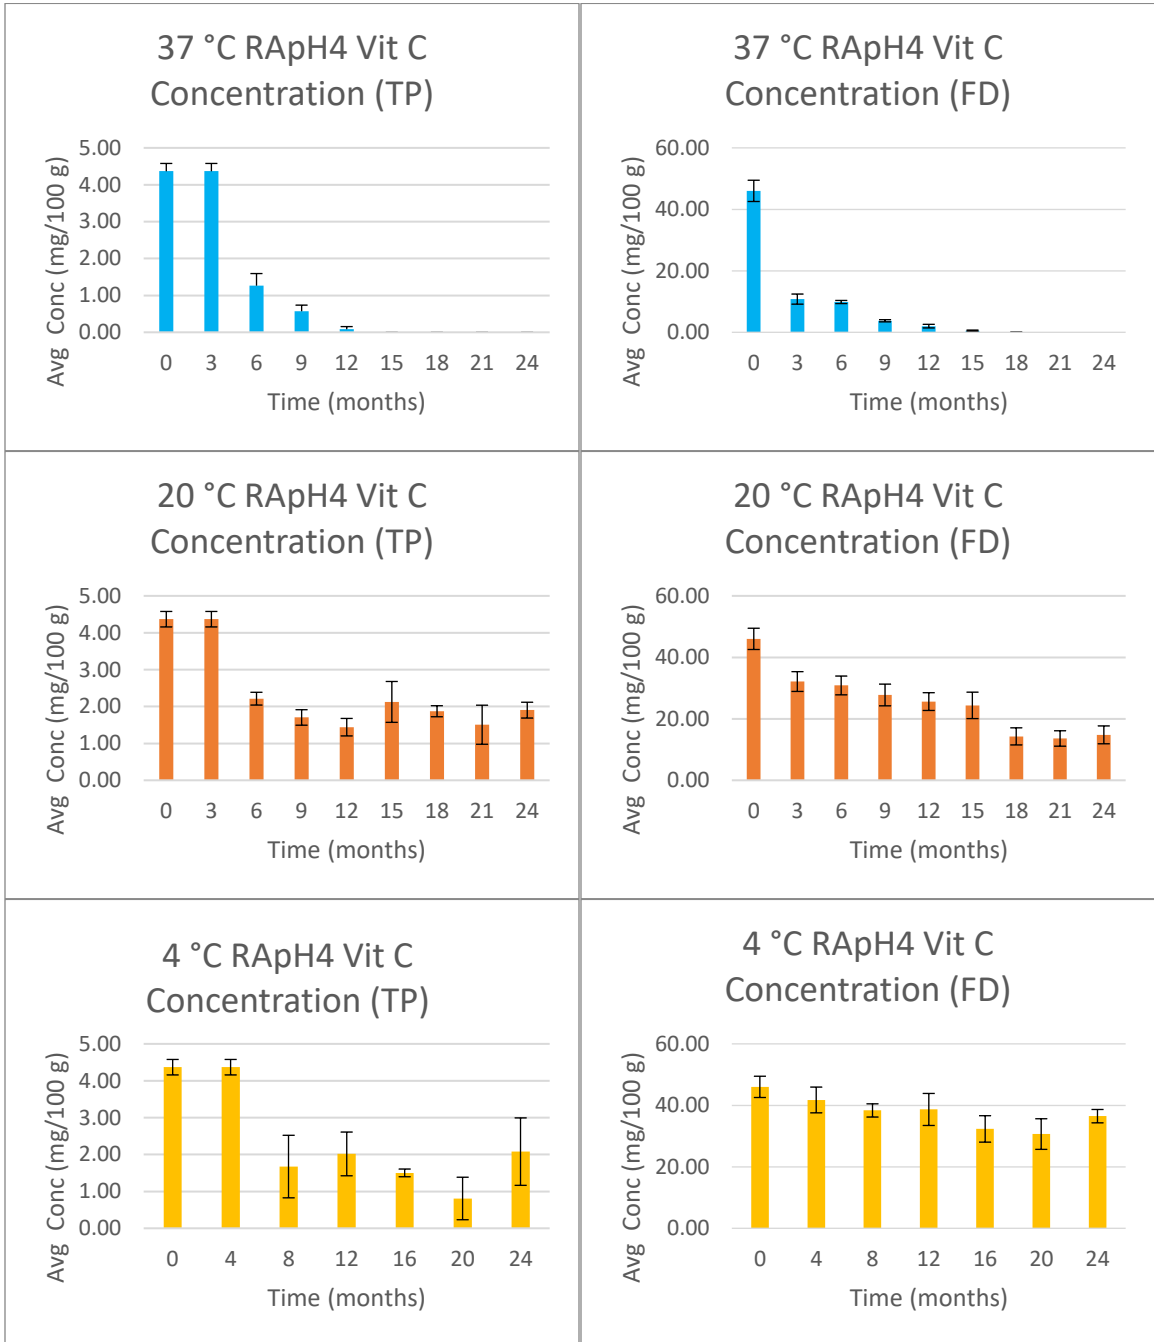 37 °C RApH4 Vit C
Concentration (TP)
Avg Conc (mg/100 g)
5.00
4.00
3.00
2.00
1.00
0.00
0 3 6 9 12 15 18 21 24
Time (months)
37 °C RApH4 Vit C
Concentration (FD)
Avg Conc (mg/100 g)
60.00
40.00
20.00
0.00
0 3 6 9 12 15 18 21 24
Time (months)
20 °C RApH4 Vit C
Concentration (TP)
Avg Conc (mg/100 g)
5.00
4.00
3.00
2.00
1.00
0.00
0 3 6 9 12 15 18 21 24
Time (months)
20 °C RApH4 Vit C
Concentration (FD)
Avg Conc (mg/100 g)
60.00
40.00
20.00
0.00
0 3 6 9 12 15 18 21 24
Time (months)
4 °C RApH4 Vit C
Concentration (TP)
Avg Conc (mg/100 g)
5.00
4.00
3.00
2.00
1.00
0.00
0 4 8 12 16 20 24
Time (months)
4 °C RApH4 Vit C
Concentration (FD)
Avg Conc (mg/100 g)
60.00
40.00
20.00
0.00
0 4 8 12 16 20 24
Time (months)